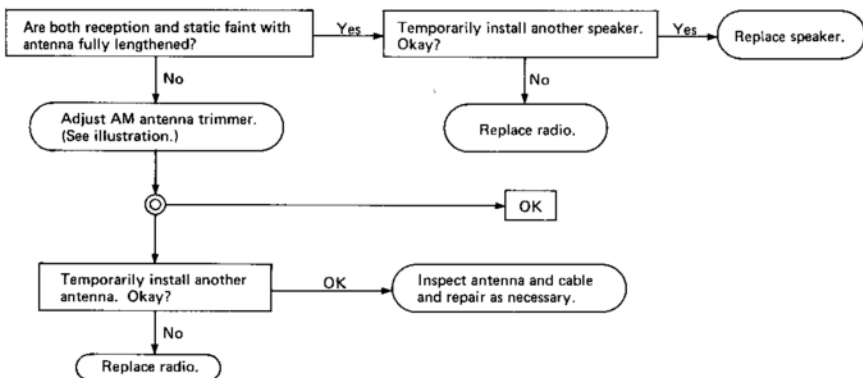 Are both reception and static faint with
antenna fully lengthened?
Yes
Temporarily install another speaker.
Okay?
Yes
Replace speaker.
No
No
Adjust AM antenna trimmer.
(See illustration.)
Replace radio.
OK
Temporarily install another
antenna. Okay?
OK
Inspect antenna and cable
and repair as necessary.
No
Replace radio.